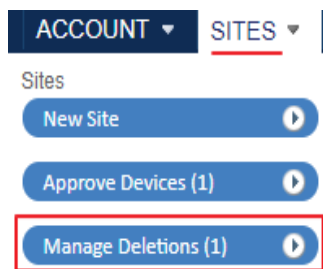 ACCOUNT SITES
Sites
New Site
Approve Devices (1)
Manage Deletions (1)